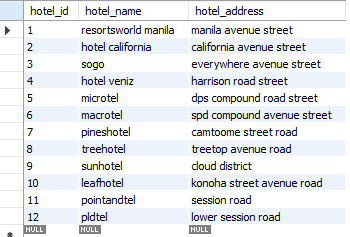 hotel_id hotel_name hotel_address
1 resortsworld manila manila avenue street
2 hotel california california avenue street
3 sogo everywhere avenue street
4 hotel veniz harrison road street
5 microtel dps compound road street
6 macrotel spd compound avenue street
7 pineshotel camtoome street road
8 treehotel treetop avenue road
9 sunhotel cloud district
10 leafhotel konoha street avenue road
11 pointandtel session road
12 pldtel lower session road
NULL NULL NULL